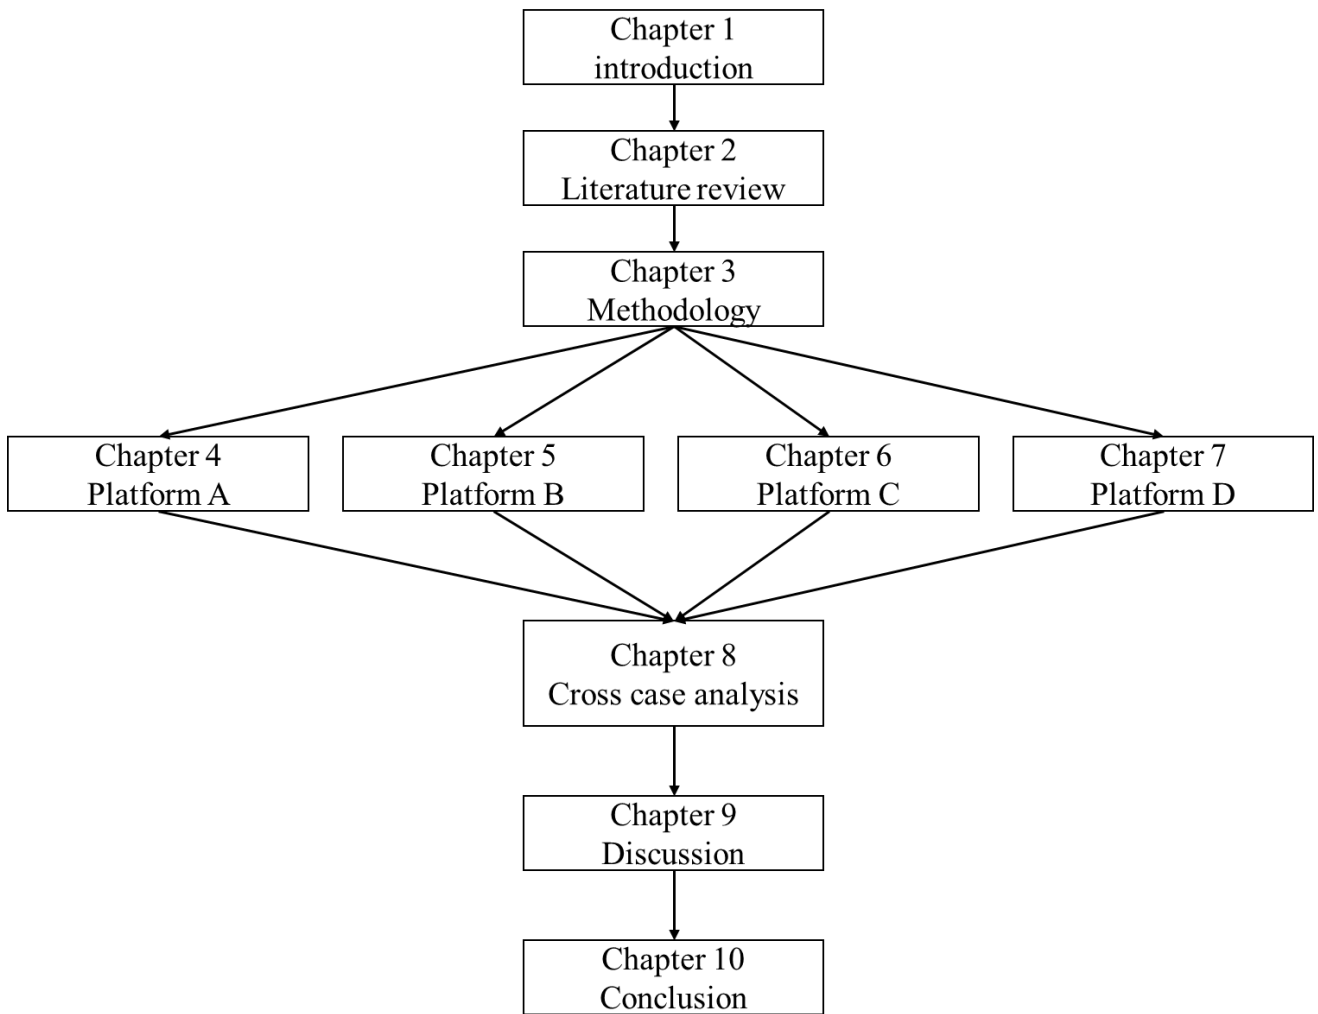 Chapter 1
introduction
Chapter 2
Literature review
Chapter 3
Methodology
Chapter 4
Platform A
Chapter 5
Platform B
Chapter 6
Platform C
Chapter 7
Platform D
Chapter 8
Cross case analysis
Chapter 9
Discussion
Chapter 10
Conclusion